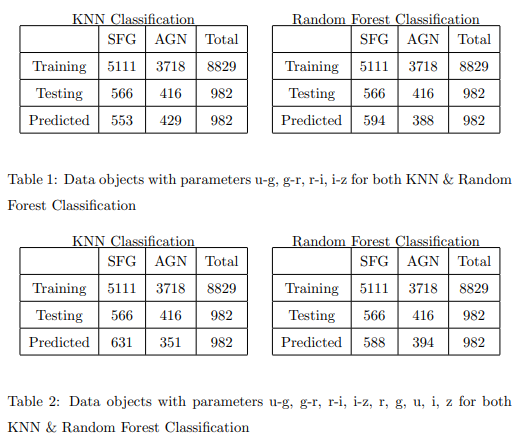 KNN Classification Random Forest Classification
SFG AGN Total SFG AGN Total
Training 5111 3718 8829 Training 5111 3718 8829
Testing 566 416 982 Testing 566 416 982
Predicted 553 429 982 Predicted 594 388 982
Table 1: Data objects with parameters u-g, g-r, r-i, i-z for both KNN & Random
Forest Classification
KNN Classification Random Forest Classification
SFG AGN Total SFG AGN Total
Training 5111 3718 8829 Training 5111 3718 8829
Testing 566 416 982 Testing 566 416 982
Predicted 631 351 982 Predicted 588 394 982
Table 2: Data objects with parameters u-g, g-r, r-i, i-z, r, g, u, i, z for both
KNN & Random Forest Classification